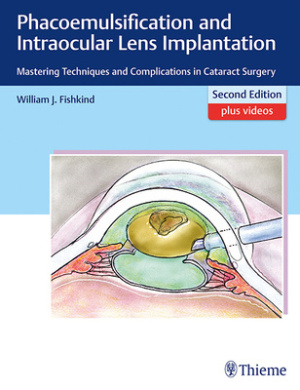 Phacoemulsification and
Intraocular Lens Implantation
Mastering Techniques and Complications in Cataract Surgery
William J. Fishkind
Second Edition
plus videos
Thieme